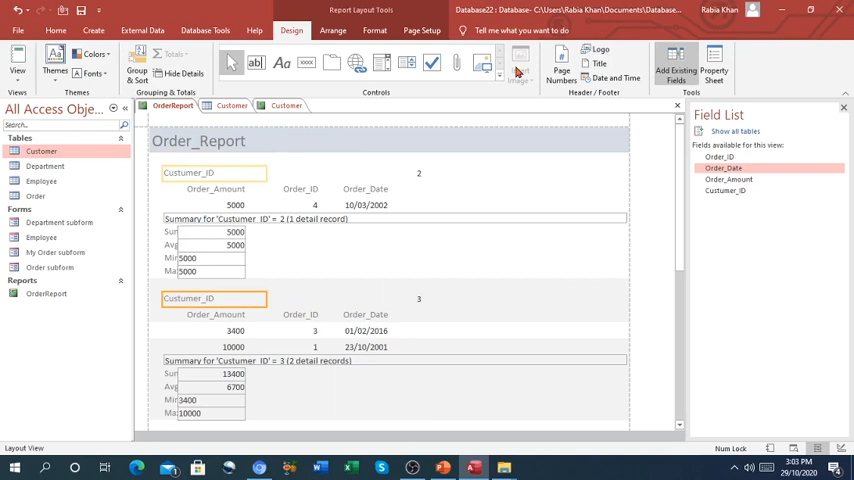 Report Layout Tools
Database22 : Database- C:\Users\Rabia Khan\Documents\Database...
Rabia Khan
File
Home
Create
External Data
Database Tools
Help
Design
Arrange
Format
Page Setup
Tell me what you want to do
View
Themes
Colors
Fonts
Group & Sort
Totals
Hide Details
ab|
Aa
xxxx
Insert Image
Page Numbers
Logo
Title
Date and Time
Add Existing Fields
Property Sheet
Views
Themes
Grouping & Totals
Controls
Header / Footer
Tools
All Access Obje...
Search...
Tables
Customer
Department
Employee
Order
Forms
Department subform
Employee
My Order subform
Order subform
Reports
OrderReport
OrderReport
Customer
Customer
Order_Report
Custumer_ID 2
Order_Amount Order_ID Order_Date
5000 4 10/03/2002
Summary for 'Custumer_ID' = 2 (1 detail record)
Sur 5000
Avg 5000
Min 5000
Ma 5000
Custumer_ID 3
Order_Amount Order_ID Order_Date
3400 3 01/02/2016
10000 1 23/10/2001
Summary for 'Custumer_ID' = 3 (2 detail records)
Sur 13400
Avg 6700
Min 3400
Ma 10000
Field List
Show all tables
Fields available for this view:
Order_ID
Order_Date
Order_Amount
Custumer_ID
Layout View
Num Lock
3:03 PM
29/10/2020